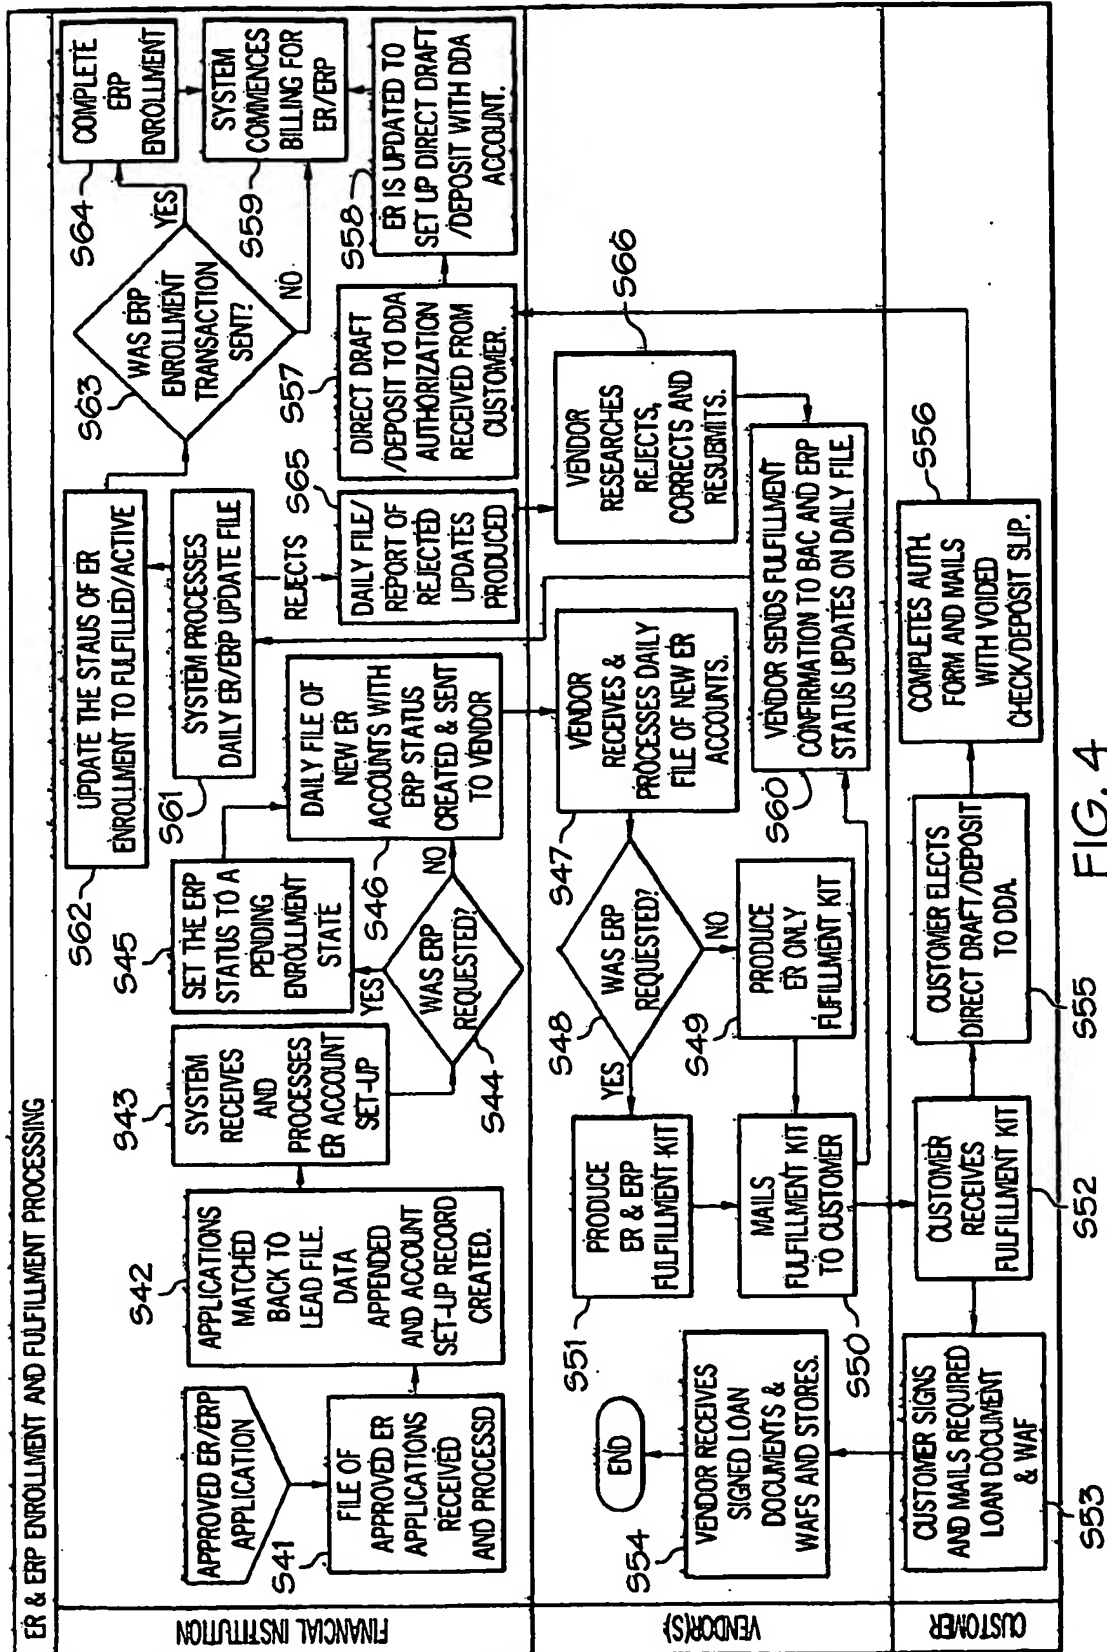 ER & ERP ENROLLMENT AND FULFILLMENT PROCESSING
FINANCIAL INSTITUTION
APPROVED ER/ERP
APPLICATION
S41
FILE OF
APPROVED ER
APPLICATIONS
RECEIVED
AND PROCESSD
S42
APPLICATIONS
MATCHED
BACK TO
LEAD FILE.
DATA
APPENDED
AND ACCOUNT
SET-UP RECORD
CREATED.
S43
SYSTEM
RECEIVES
AND
PROCESSES
ER ACCOUNT
SET-UP
S44
WAS ERP
REQUESTED?
YES
NO
S45
SET THE ERP
STATUS TO A
PENDING
ENROLLMENT
STATE
S46
DAILY FILE OF
NEW ER
ACCOUNTS WITH
ERP STATUS
CREATED & SENT
TO VENDOR
S62
UPDATE THE STAUS OF ER
ENROLLMENT TO FULFILLED/ACTIVE
S61
SYSTEM PROCESSES
DAILY ER/ERP UPDATE FILE
REJECTS
S65
DAILY FILE/
REPORT OF
REJECTED
UPDATES
PRODUCED
S63
WAS ERP
ENROLLMENT
TRANSACTION
SENT?
YES
NO
S64
COMPLETE
ERP
ENROLLMENT
S59
SYSTEM
COMMENCES
BILLING FOR
ER/ERP
S57
DIRECT DRAFT
/DEPOSIT TO DDA
AUTHORIZATION
RECEIVED FROM
CUSTOMER.
S58
ER IS UPDATED TO
SET UP DIRECT DRAFT
/DEPOSIT WITH DDA
ACCOUNT.
VENDOR(S)
S47
VENDOR
RECEIVES &
PROCESSES DAILY
FILE OF NEW ER
ACCOUNTS.
S48
WAS ERP
REQUESTED?
YES
NO
S49
PRODUCE
ER ONLY
FUFILLMENT KIT
S51
PRODUCE
ER & ERP
FULFILLMENT KIT
S50
MAILS
FULFILLMENT KIT
TO CUSTOMER
S54
VENDOR RECEIVES
SIGNED LOAN
DOCUMENTS &
WAFS AND STORES.
END
S60
VENDOR SENDS FULFILLMENT
CONFIRMATION TO BAC AND ERP
STATUS UPDATES ON DAILY FILE.
S66
VENDOR
RESEARCHES
REJECTS,
CORRECTS AND
RESUBMITS.
CUSTOMER
S53
CUSTOMER SIGNS
AND MAILS REQUIRED
LOAN DOCUMENT
& WAF
S52
CUSTOMER
RECEIVES
FULFILLMENT KIT
S55
CUSTOMER ELECTS
DIRECT DRAFT/DEPOSIT
TO DDA.
S56
COMPLETES AUTH.
FORM AND MAILS
WITH VOIDED
CHECK/DEPOSIT SLIP.
FIG. 4